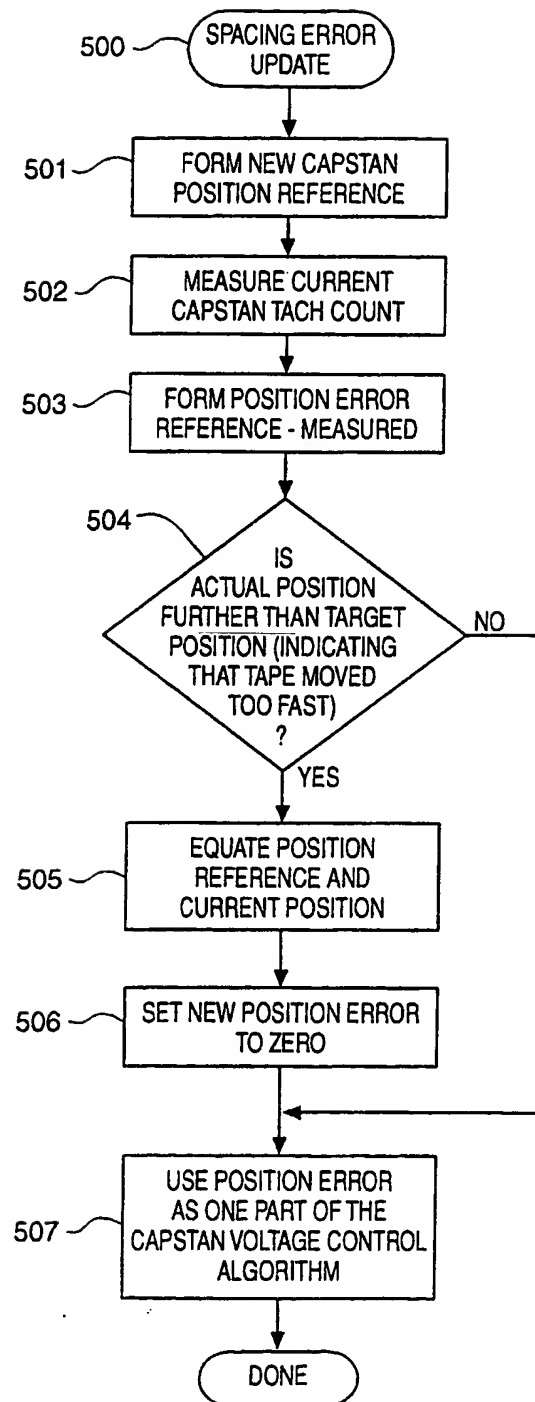 500
SPACING ERROR
UPDATE
501
FORM NEW CAPSTAN
POSITION REFERENCE
502
MEASURE CURRENT
CAPSTAN TACH COUNT
503
FORM POSITION ERROR
REFERENCE - MEASURED
504
IS
ACTUAL POSITION
FURTHER THAN TARGET
POSITION (INDICATING
THAT TAPE MOVED
TOO FAST)
?
NO
YES
505
EQUATE POSITION
REFERENCE AND
CURRENT POSITION
506
SET NEW POSITION ERROR
TO ZERO
507
USE POSITION ERROR
AS ONE PART OF THE
CAPSTAN VOLTAGE CONTROL
ALGORITHM
DONE